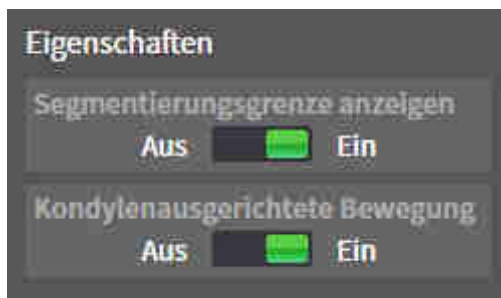 Eigenschaften
Segmentierungsgrenze anzeigen
Aus Ein
Kondylenausgerichtete Bewegung
Aus Ein